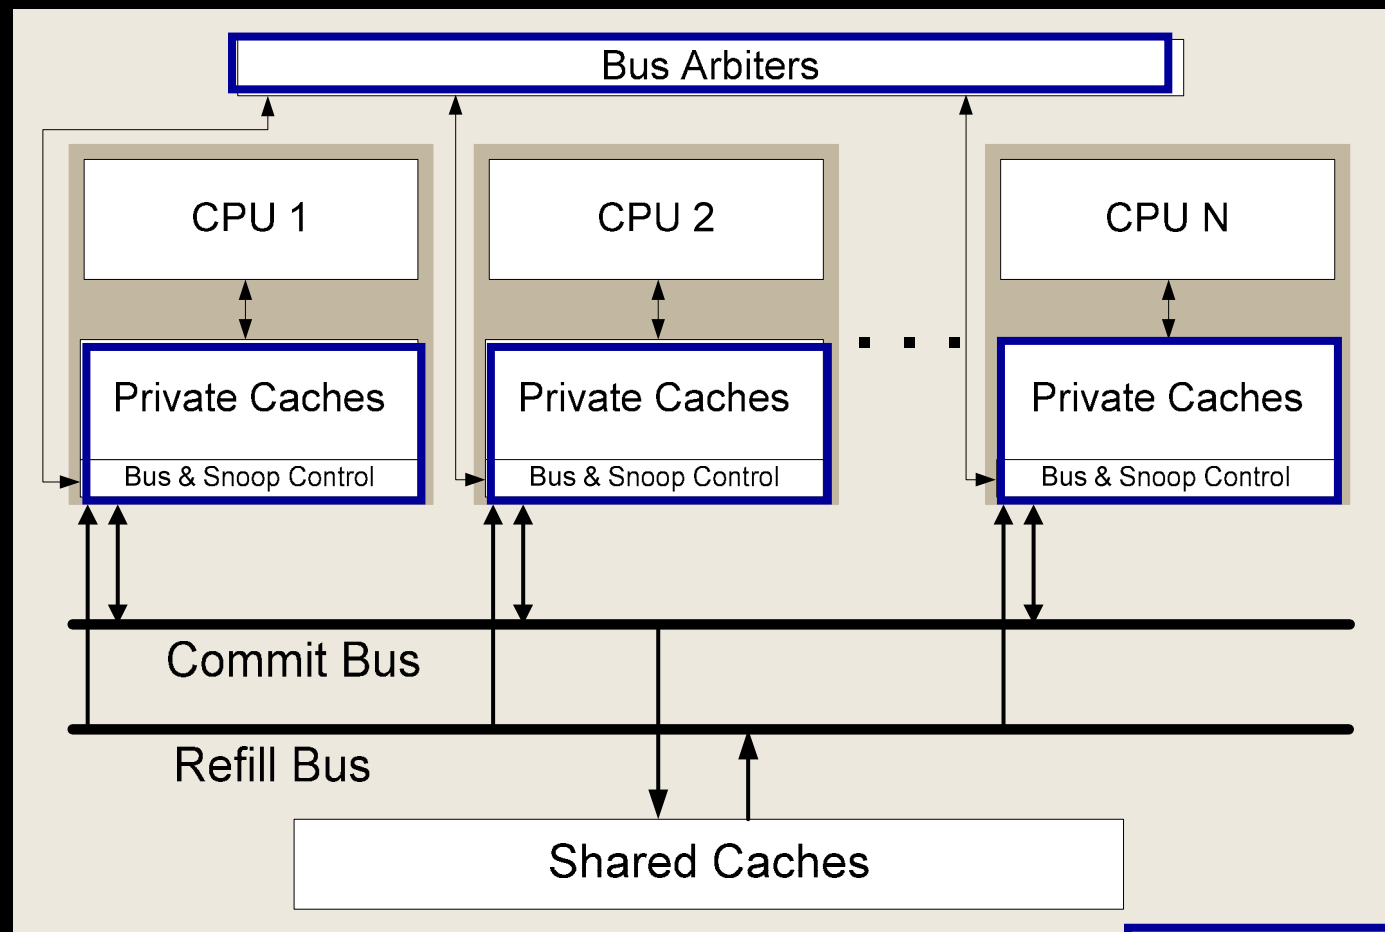 Bus Arbiters
CPU 1
CPU 2
CPU N
Private Caches
Private Caches
Private Caches
Bus & Snoop Control
Bus & Snoop Control
Bus & Snoop Control
Commit Bus
Refill Bus
Shared Caches